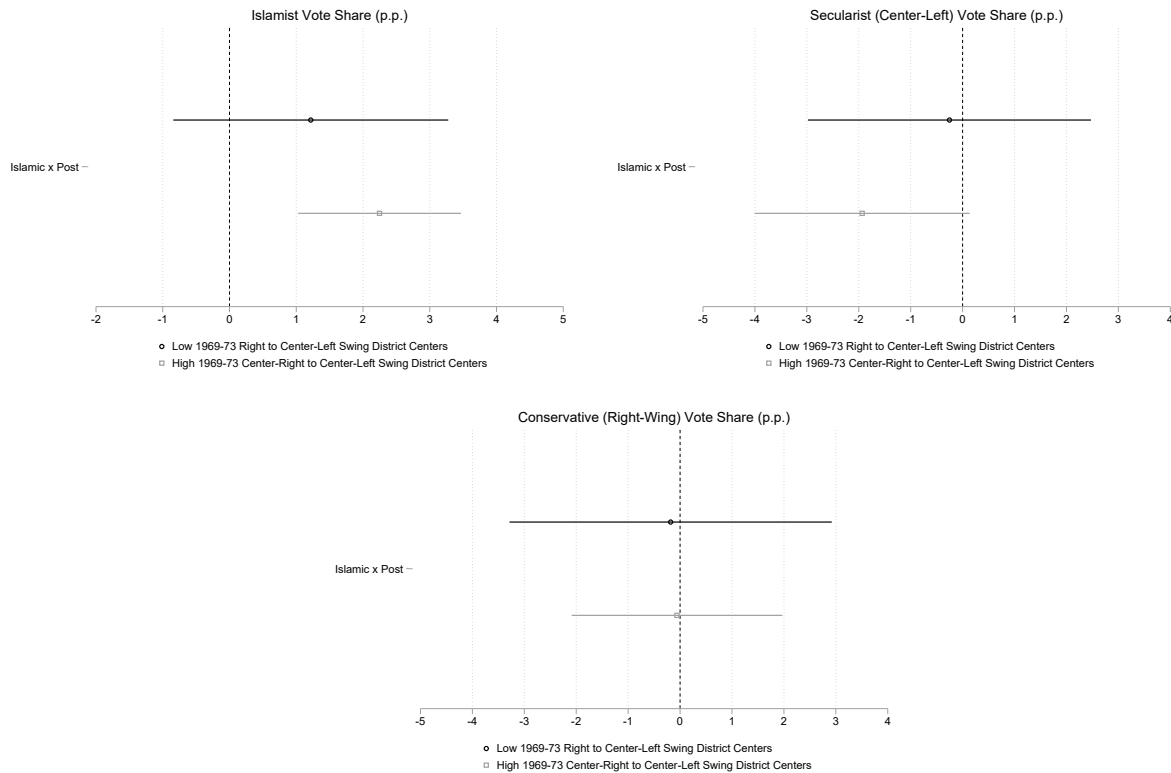 Islamist Vote Share (p.p.)
Islamic x Post
-2 -1 0 1 2 3 4 5
Low 1969-73 Right to Center-Left Swing District Centers
High 1969-73 Center-Right to Center-Left Swing District Centers
Secularist (Center-Left) Vote Share (p.p.)
Islamic x Post
-5 -4 -3 -2 -1 0 1 2 3 4
Low 1969-73 Right to Center-Left Swing District Centers
High 1969-73 Center-Right to Center-Left Swing District Centers
Conservative (Right-Wing) Vote Share (p.p.)
Islamic x Post
-5 -4 -3 -2 -1 0 1 2 3 4
Low 1969-73 Right to Center-Left Swing District Centers
High 1969-73 Center-Right to Center-Left Swing District Centers